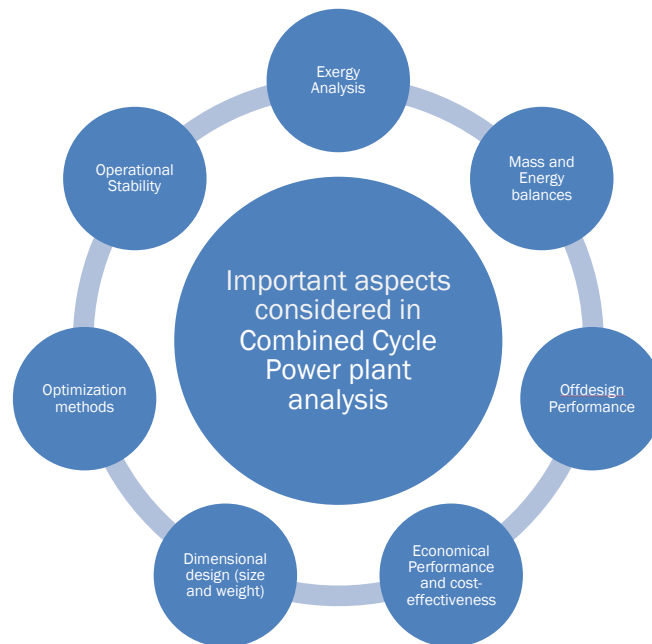 Exergy
Analysis
Mass and
Energy
balances
Offdesign
Performance
Economical
Performance
and cost-
effectiveness
Dimensional
design (size
and weight)
Optimization
methods
Operational
Stability
Important aspects
considered in
Combined Cycle
Power plant
analysis